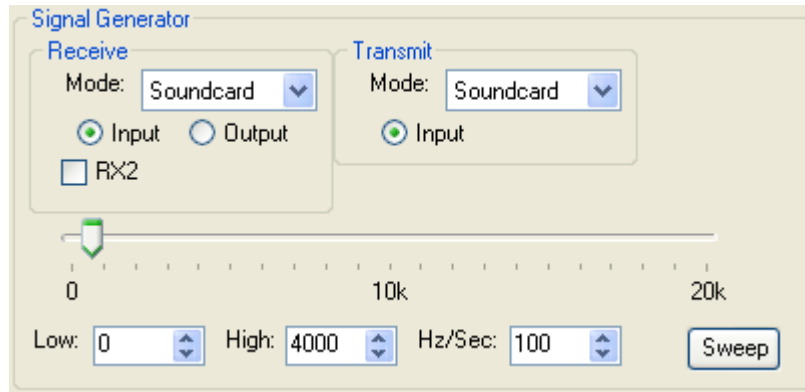 Signal Generator
Receive Transmit
Mode: Soundcard Mode: Soundcard
Input Output Input
RX2
0 10k 20k
Low: 0 High: 4000 Hz/Sec: 100 Sweep